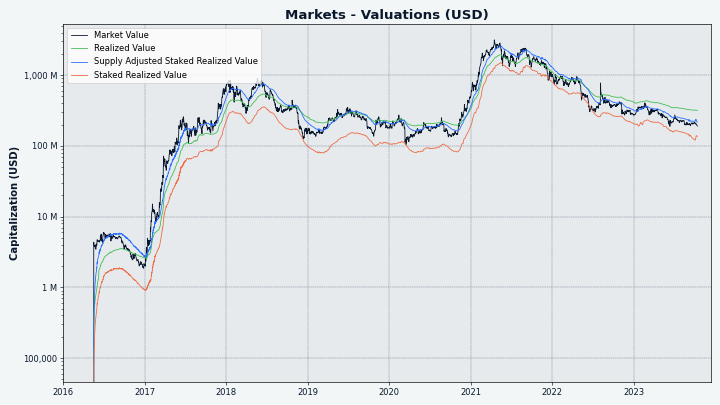 Markets - Valuations (USD)
Market Value
Realized Value
Supply Adjusted Staked Realized Value
Staked Realized Value
Capitalization (USD)
1,000 M
100 M
10 M
1 M
100,000
2016 2017 2018 2019 2020 2021 2022 2023